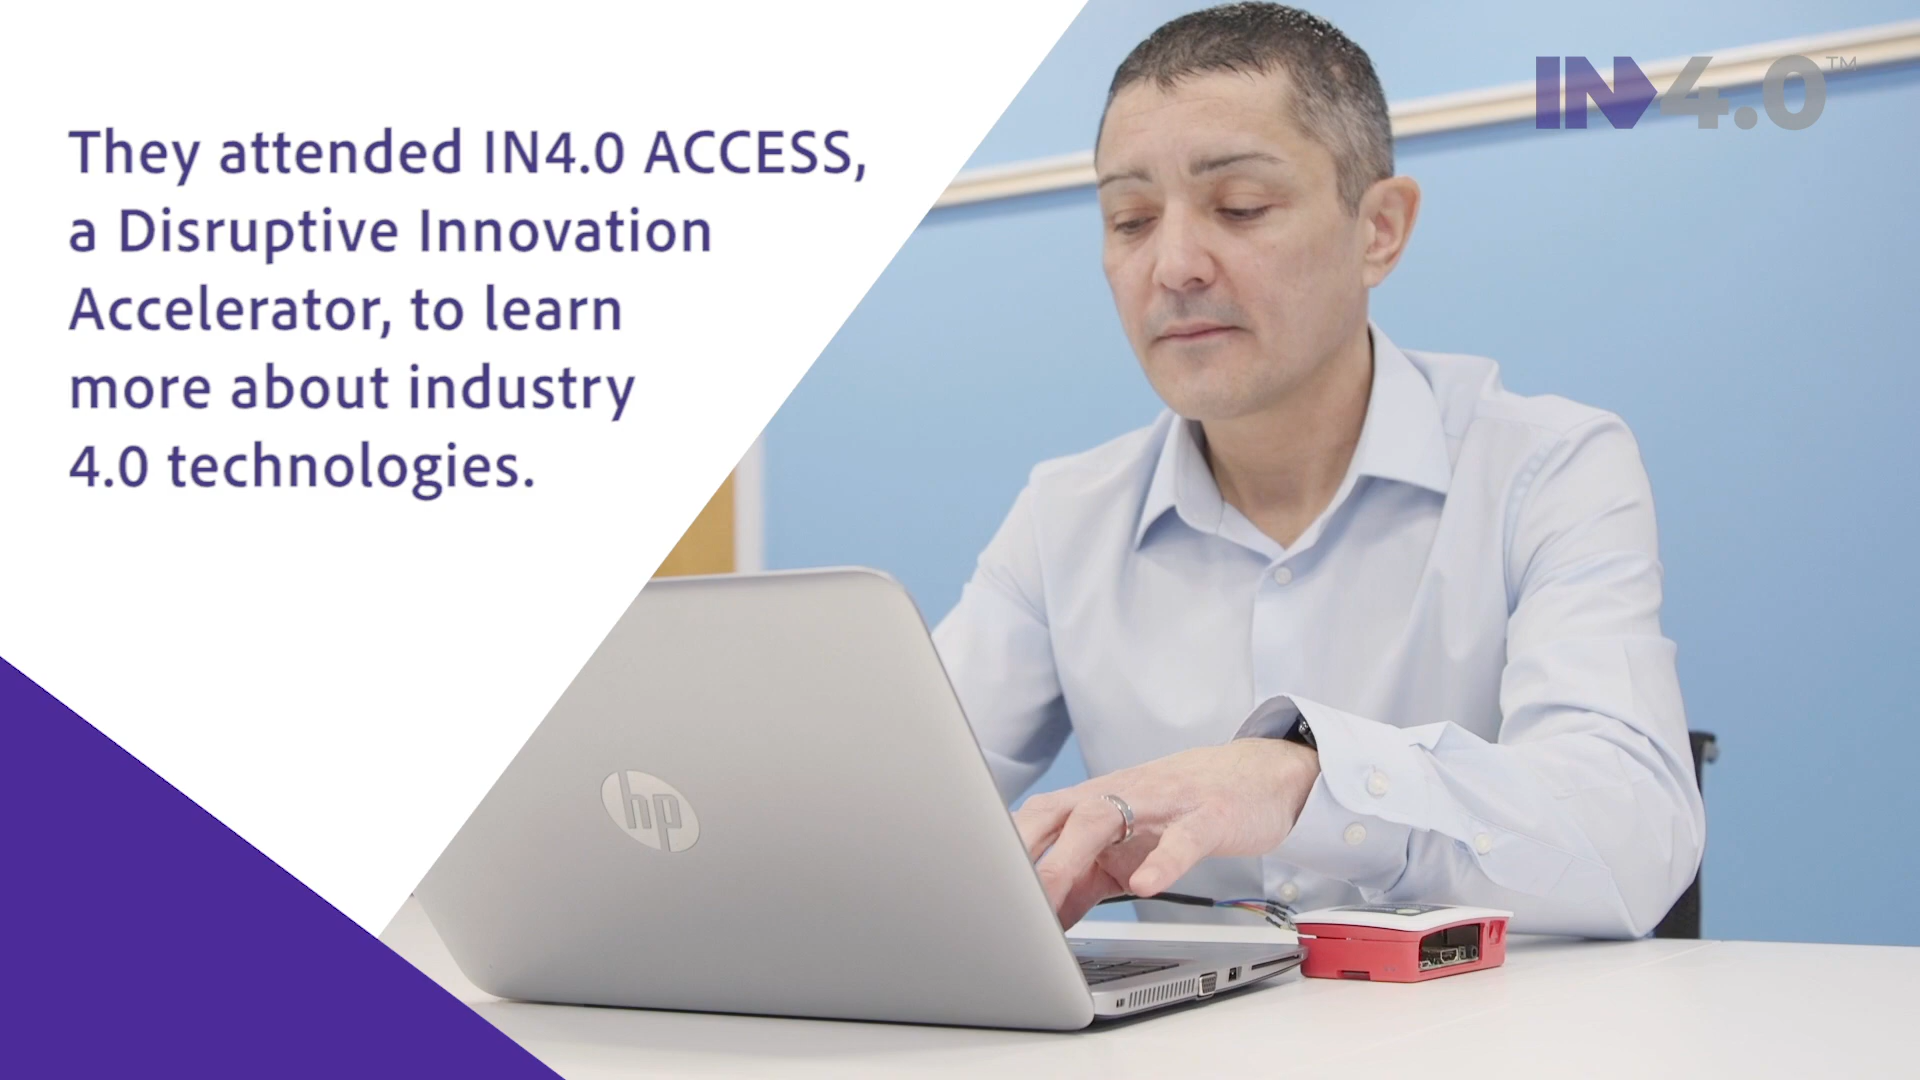 They attended IN4.0 ACCESS,
a Disruptive Innovation
Accelerator, to learn
more about industry
4.0 technologies.
IN4.0™
hp